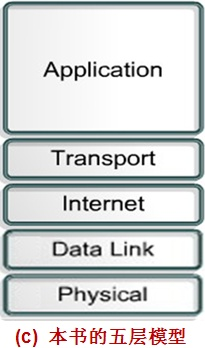 Application
Transport
Internet
Data Link
Physical
(c) 本书的五层模型